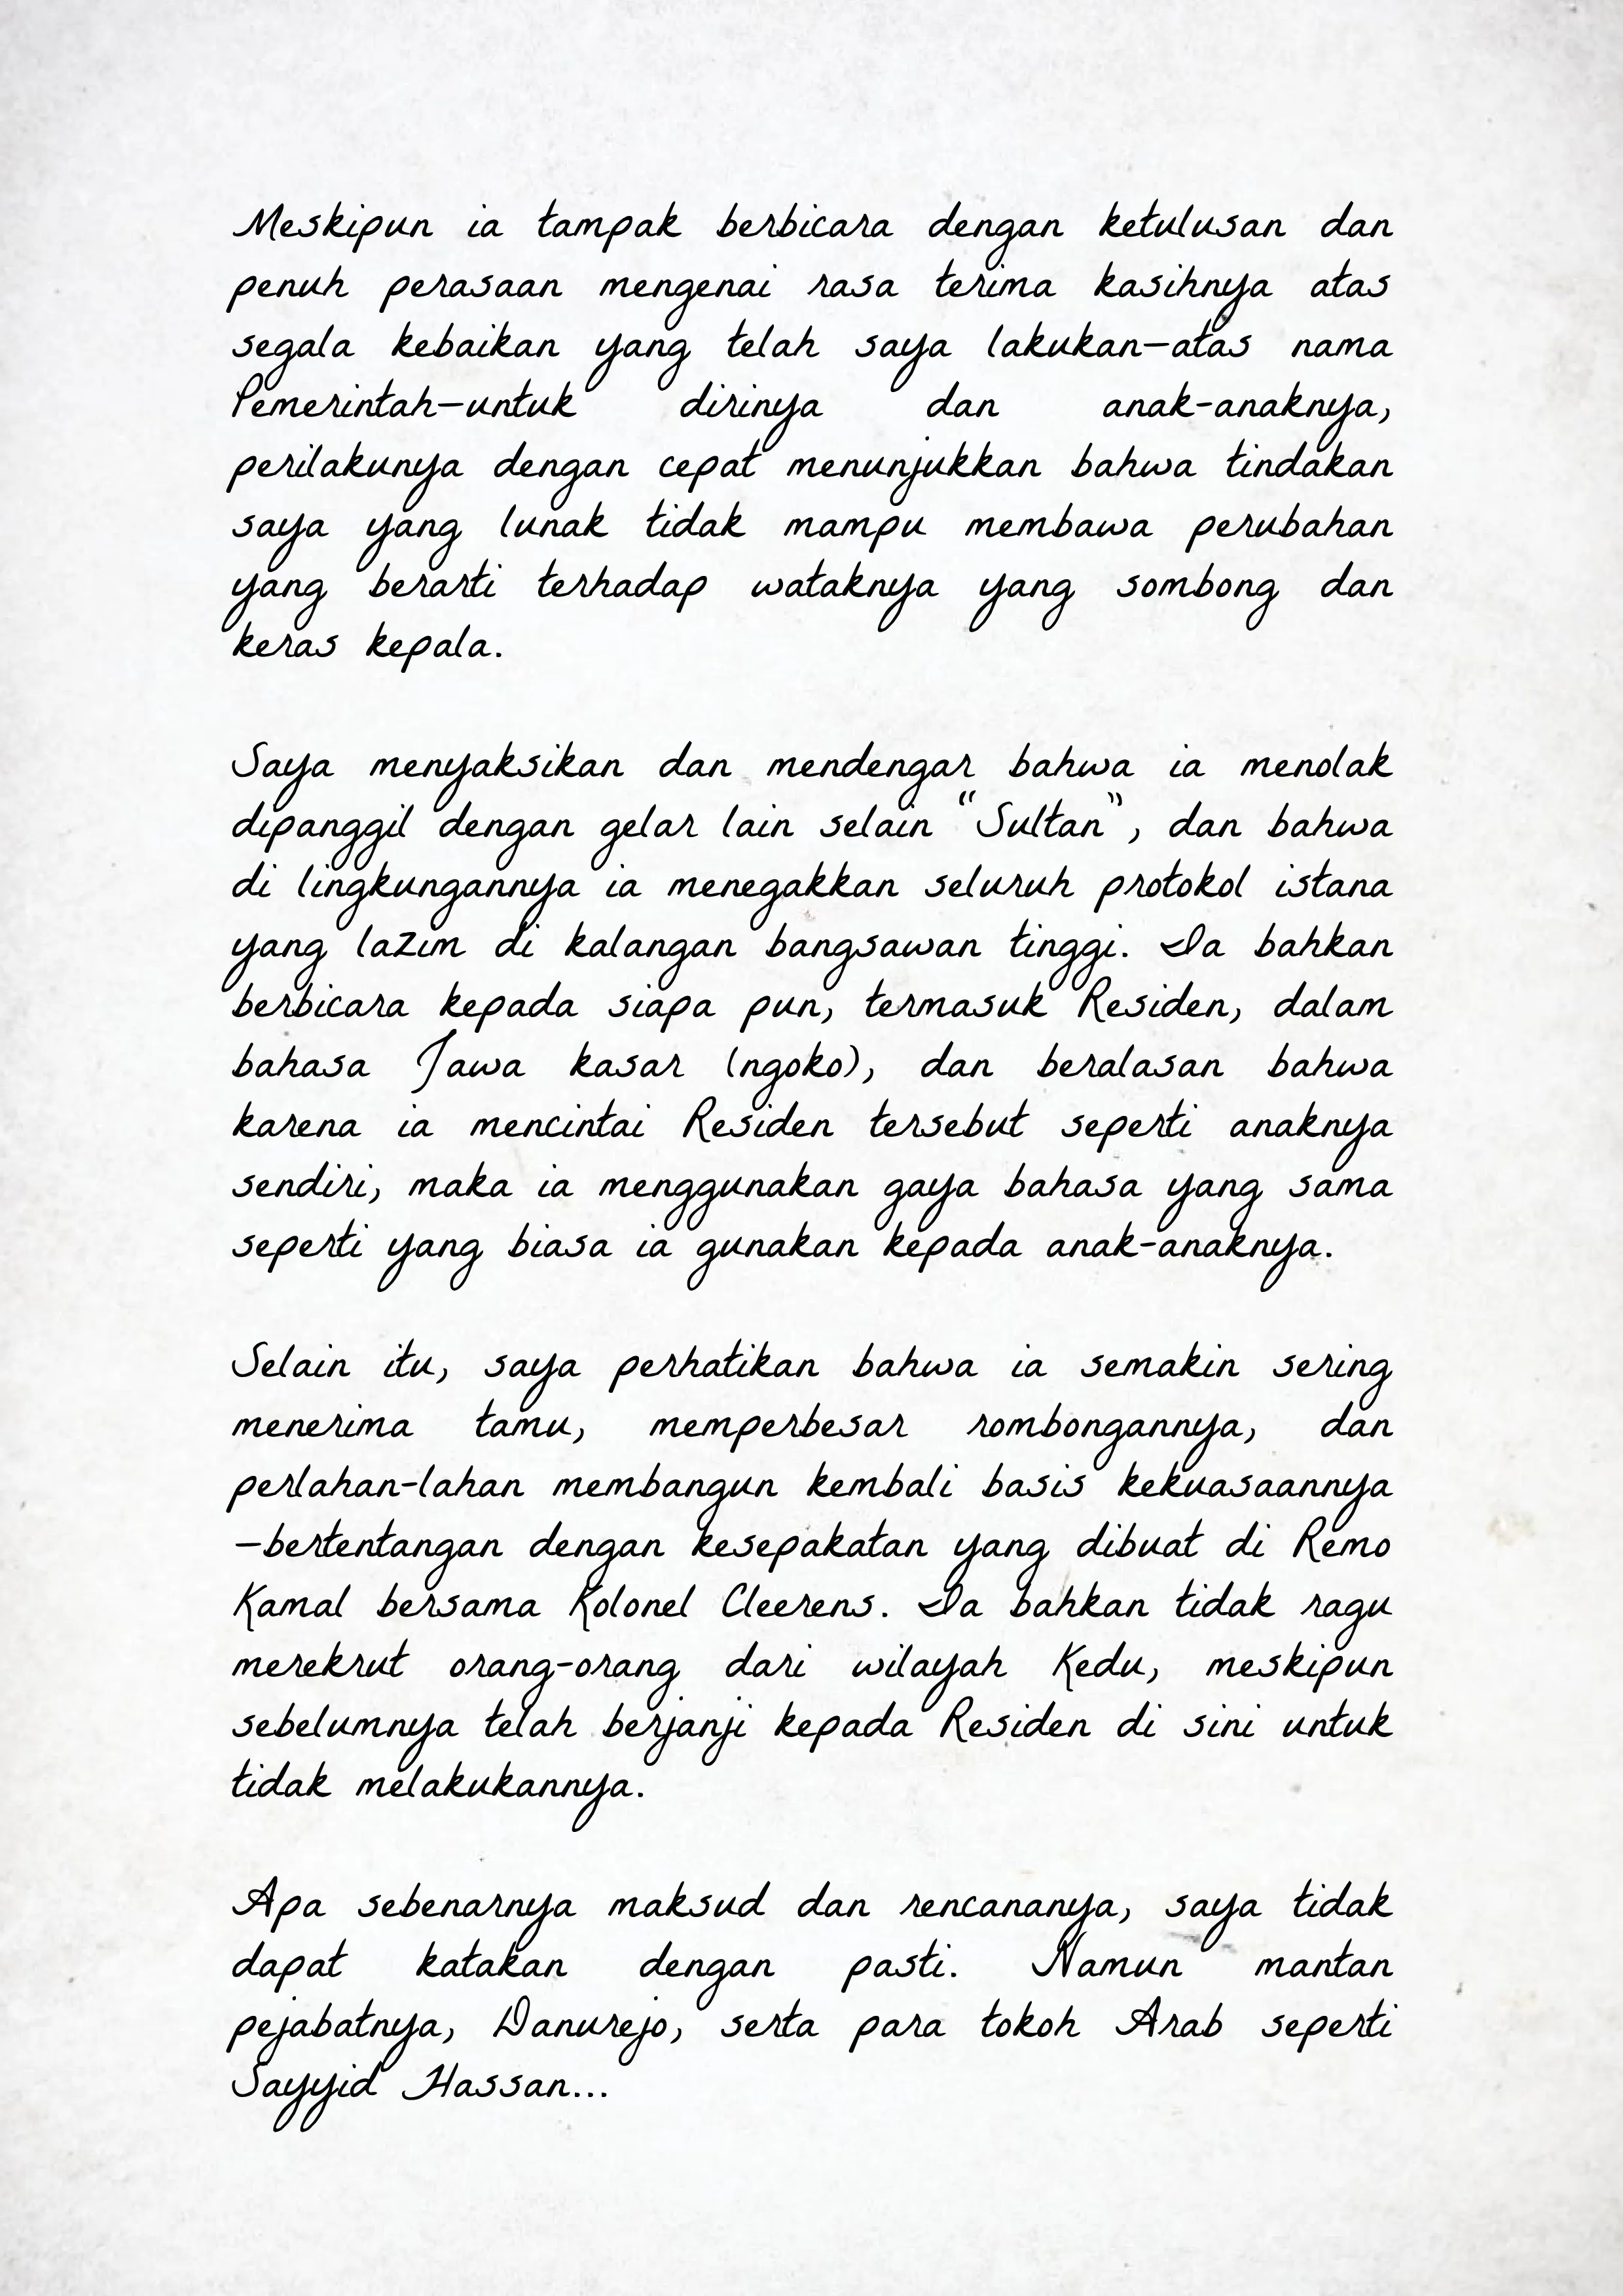 Meskipun ia tampak berbicara dengan ketulusan dan
penuh perasaan mengenai rasa terima kasihnya atas
segala kebaikan yang telah saya lakukan—atas nama
Pemerintah—untuk dirinya dan anak-anaknya,
perilakunya dengan cepat menunjukkan bahwa tindakan
saya yang lunak tidak mampu membawa perubahan
yang berarti terhadap wataknya yang sombong dan
keras kepala.
Saya menyaksikan dan mendengar bahwa ia menolak
dipanggil dengan gelar lain selain “Sultan”, dan bahwa
di lingkungannya ia menegakkan seluruh protokol istana
yang lazim di kalangan bangsawan tinggi. Ia bahkan
berbicara kepada siapa pun, termasuk Residen, dalam
bahasa Jawa kasar (ngoko), dan beralasan bahwa
karena ia mencintai Residen tersebut seperti anaknya
sendiri, maka ia menggunakan gaya bahasa yang sama
seperti yang biasa ia gunakan kepada anak-anaknya.
Selain itu, saya perhatikan bahwa ia semakin sering
menerima tamu, memperbesar rombongannya, dan
perlahan-lahan membangun kembali basis kekuasaannya
—bertentangan dengan kesepakatan yang dibuat di Remo
Kamal bersama Kolonel Cleerens. Ia bahkan tidak ragu
merekrut orang-orang dari wilayah Kedu, meskipun
sebelumnya telah berjanji kepada Residen di sini untuk
tidak melakukannya.
Apa sebenarnya maksud dan rencananya, saya tidak
dapat katakan dengan pasti. Namun mantan
pejabatnya, Danurejo, serta para tokoh Arab seperti
Sayyid Hassan...